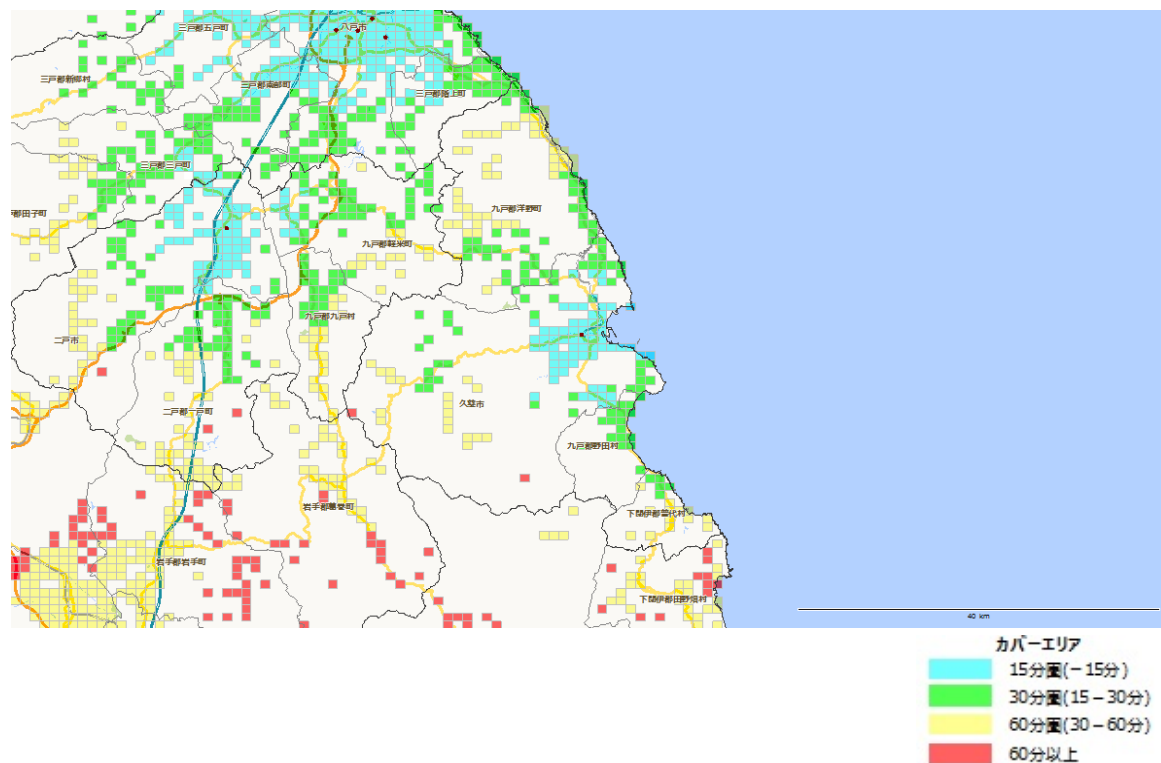 三戸郡五戸町
八戸市
三戸郡新郷村
三戸郡南部町
三戸郡階上町
三戸郡三戸町
戸郡田子町
九戸郡洋野町
九戸郡軽米町
九戸郡九戸村
二戸市
二戸郡一戸町
久慈市
九戸郡野田村
岩手郡葛巻町
下閉伊郡普代村
岩手郡岩手町
下閉伊郡田野畑村
40 km
カバーエリア
15分圏(－15分)
30分圏(15－30分)
60分圏(30－60分)
60分以上